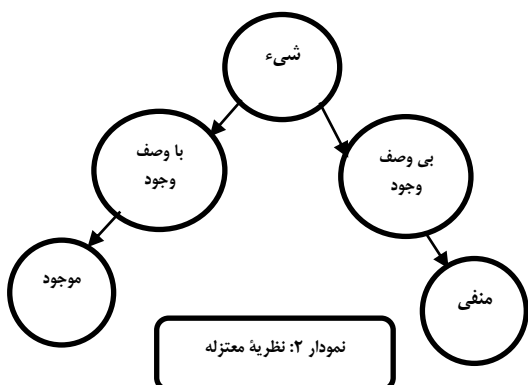 شیء
بی وصف
وجود
با وصف
وجود
منفی
موجود
نمودار ۲: نظریهٔ معتزله